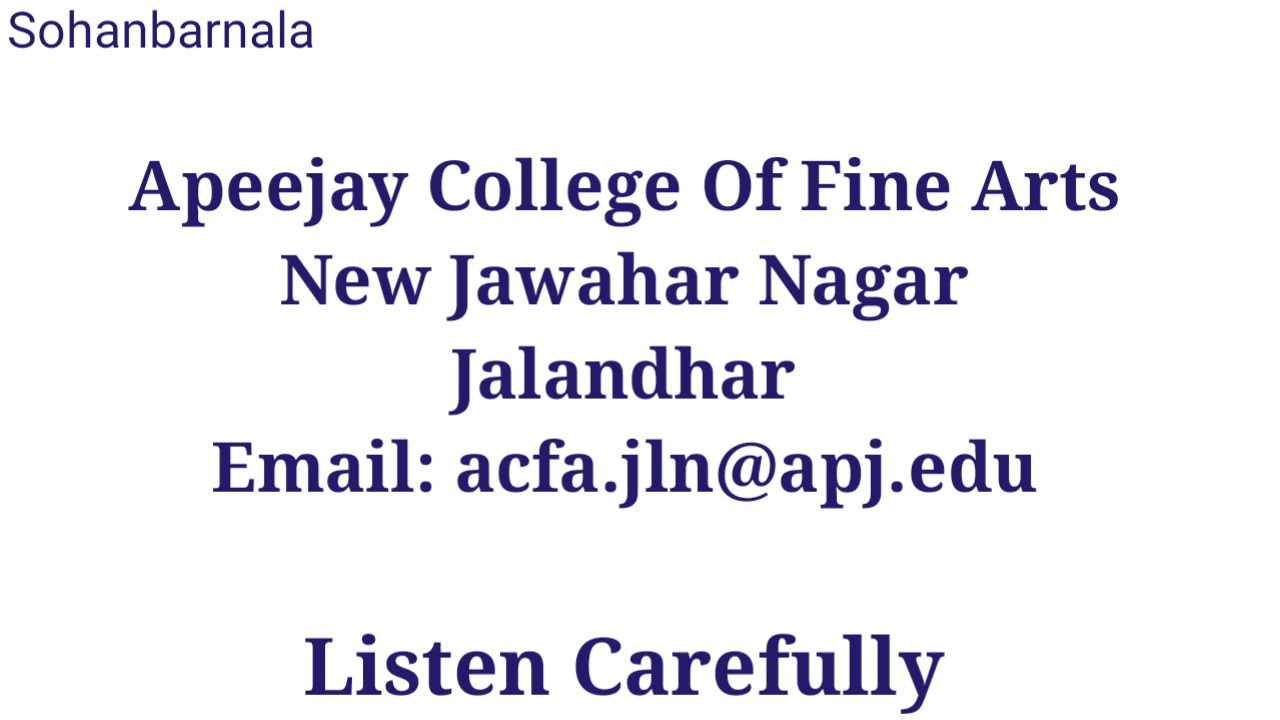 Sohanbarnala
Apeejay College Of Fine Arts
New Jawahar Nagar
Jalandhar
Email: acfa.jln@apj.edu
Listen Carefully